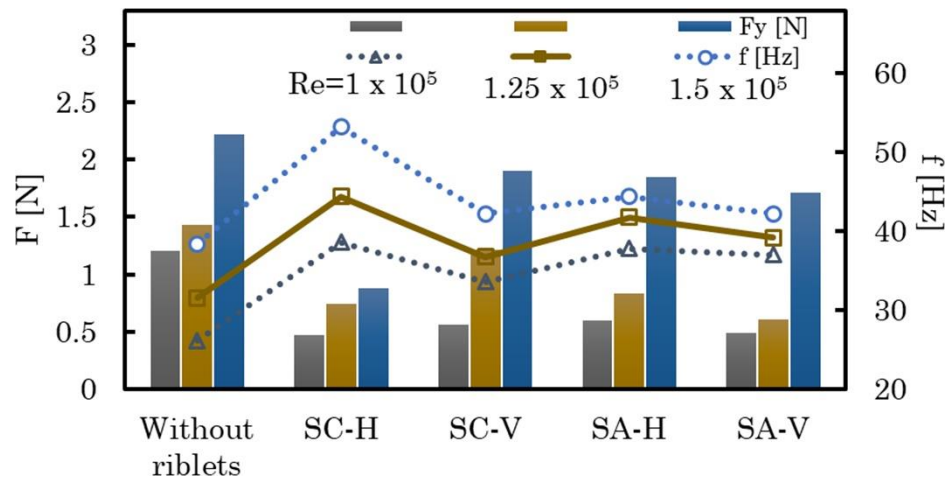 Fy [N]
f [Hz]
Re=1 x 10⁵
1.25 x 10⁵
1.5 x 10⁵
F [N]
3
2.5
2
1.5
1
0.5
0
f [Hz]
60
50
40
30
20
Without riblets
SC-H
SC-V
SA-H
SA-V